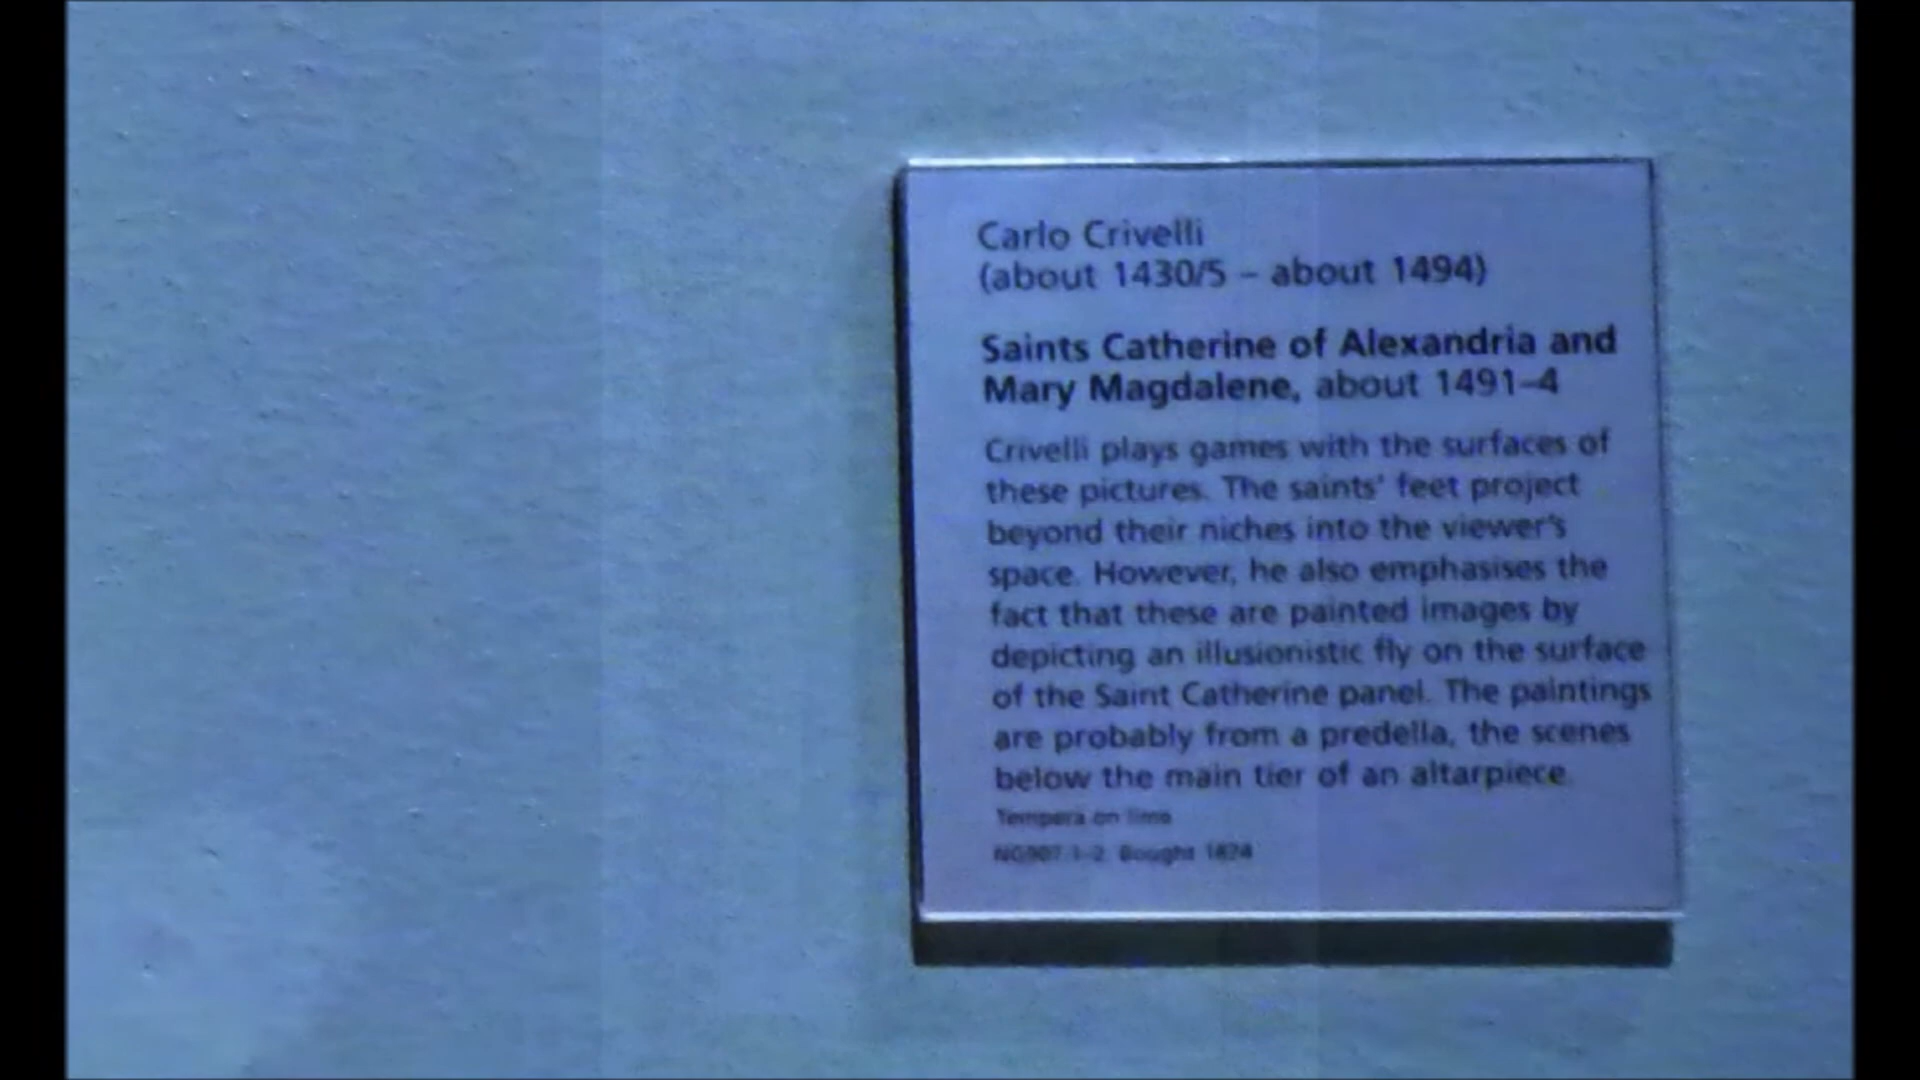 Carlo Crivelli
(about 1430/5 – about 1494)
Saints Catherine of Alexandria and
Mary Magdalene, about 1491–4
Crivelli plays games with the surfaces of
these pictures. The saints' feet project
beyond their niches into the viewer's
space. However, he also emphasises the
fact that these are painted images by
depicting an illusionistic fly on the surface
of the Saint Catherine panel. The paintings
are probably from a predella, the scenes
below the main tier of an altarpiece.
Tempera on lime
Bought